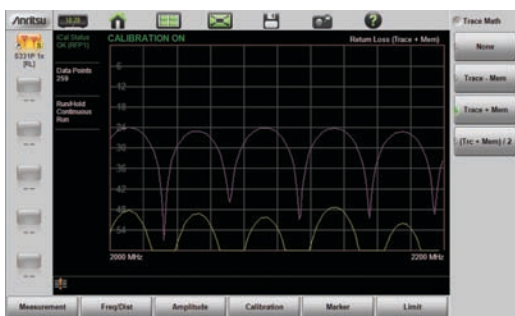 Anritsu
CALIBRATION ON
Return Loss (Trace + Mem)
Trace Math
iCal Status
OK (RFP1)
S331P 1x
[RL]
Data Points
259
Run/Hold
Continuous
Run
None
Trace - Mem
Trace + Mem
(Trc + Mem) / 2
-6
-12
-18
-24
-30
-36
-42
-48
-54
2000 MHz
2200 MHz
Measurement
Freq/Dist
Amplitude
Calibration
Marker
Limit